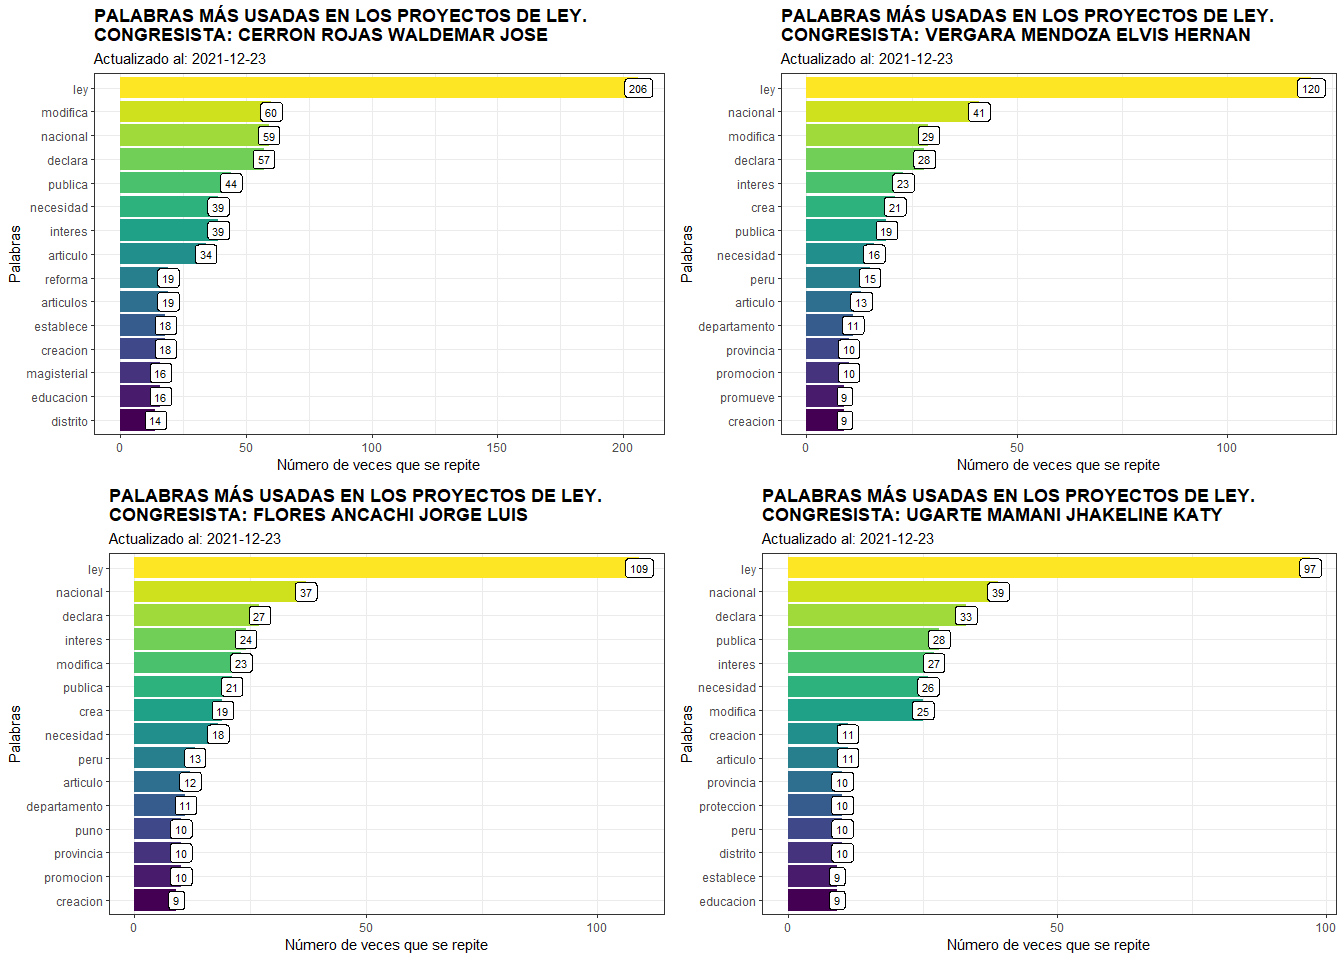 PALABRAS MÁS USADAS EN LOS PROYECTOS DE LEY.
CONGRESISTA: CERRON ROJAS WALDEMAR JOSE
Actualizado al: 2021-12-23
Palabras
ley 206
modifica 60
nacional 59
declara 57
publica 44
necesidad 39
interes 39
articulo 34
reforma 19
articulos 19
establece 18
creacion 18
magisterial 16
educacion 16
distrito 14
0 50 100 150 200
Número de veces que se repite
PALABRAS MÁS USADAS EN LOS PROYECTOS DE LEY.
CONGRESISTA: VERGARA MENDOZA ELVIS HERNAN
Actualizado al: 2021-12-23
Palabras
ley 120
nacional 41
modifica 29
declara 28
interes 23
crea 21
publica 19
necesidad 16
peru 15
articulo 13
departamento 11
provincia 10
promocion 10
promueve 9
creacion 9
0 50 100
Número de veces que se repite
PALABRAS MÁS USADAS EN LOS PROYECTOS DE LEY.
CONGRESISTA: FLORES ANCACHI JORGE LUIS
Actualizado al: 2021-12-23
Palabras
ley 109
nacional 37
declara 27
interes 24
modifica 23
publica 21
crea 19
necesidad 18
peru 13
articulo 12
departamento 11
puno 10
provincia 10
promocion 10
creacion 9
0 50 100
Número de veces que se repite
PALABRAS MÁS USADAS EN LOS PROYECTOS DE LEY.
CONGRESISTA: UGARTE MAMANI JHAKELINE KATY
Actualizado al: 2021-12-23
Palabras
ley 97
nacional 39
declara 33
publica 28
interes 27
necesidad 26
modifica 25
creacion 11
articulo 11
provincia 10
proteccion 10
peru 10
distrito 10
establece 9
educacion 9
0 50 100
Número de veces que se repite